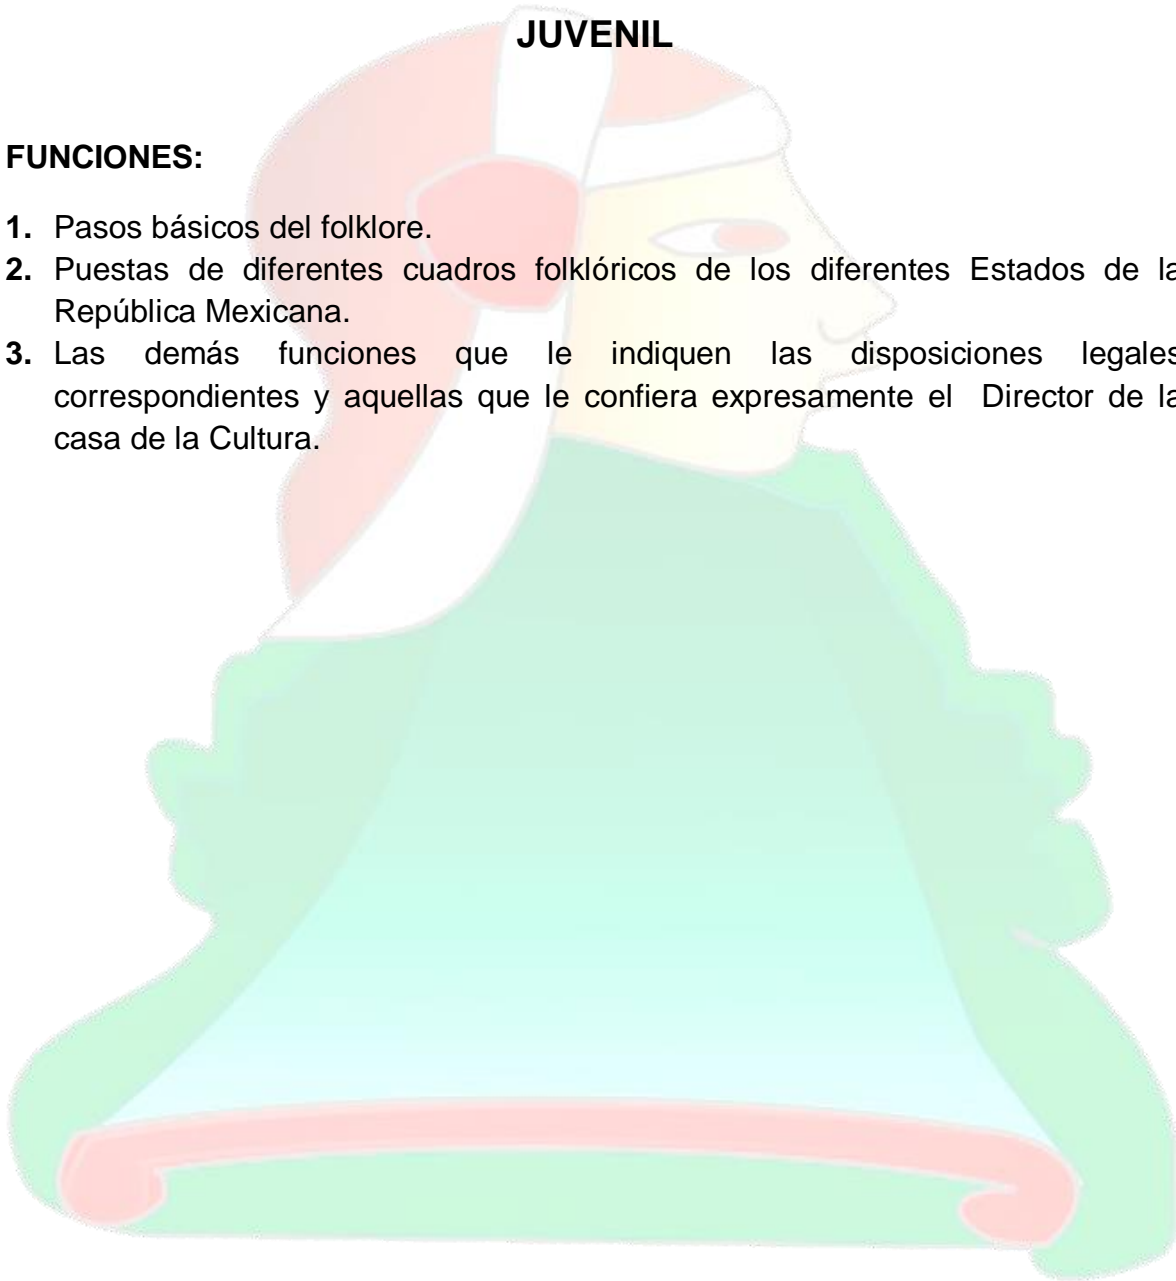 JUVENIL
FUNCIONES:
1. Pasos básicos del folklore.
2. Puestas de diferentes cuadros folklóricos de los diferentes Estados de la
República Mexicana.
3. Las demás funciones que le indiquen las disposiciones legales
correspondientes y aquellas que le confiera expresamente el Director de la
casa de la Cultura.